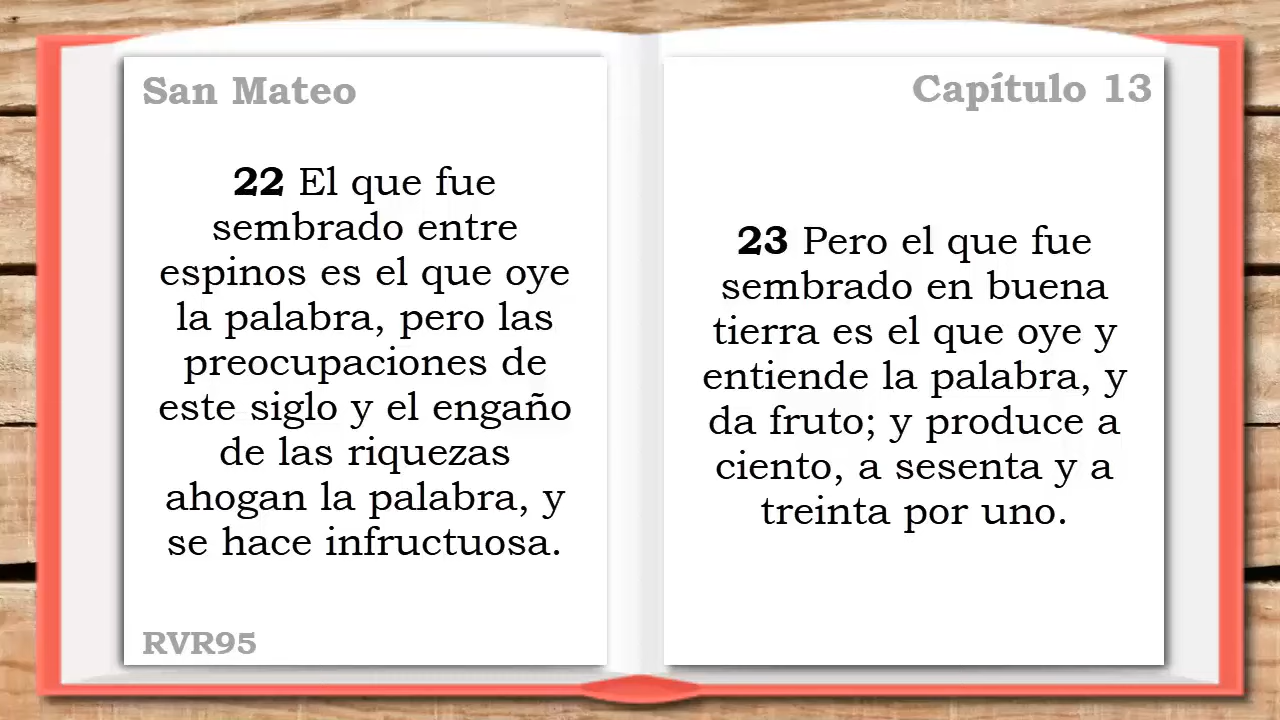 San Mateo
22 El que fue
sembrado entre
espinos es el que oye
la palabra, pero las
preocupaciones de
este siglo y el engaño
de las riquezas
ahogan la palabra, y
se hace infructuosa.
RVR95
Capítulo 13
23 Pero el que fue
sembrado en buena
tierra es el que oye y
entiende la palabra, y
da fruto; y produce a
ciento, a sesenta y a
treinta por uno.